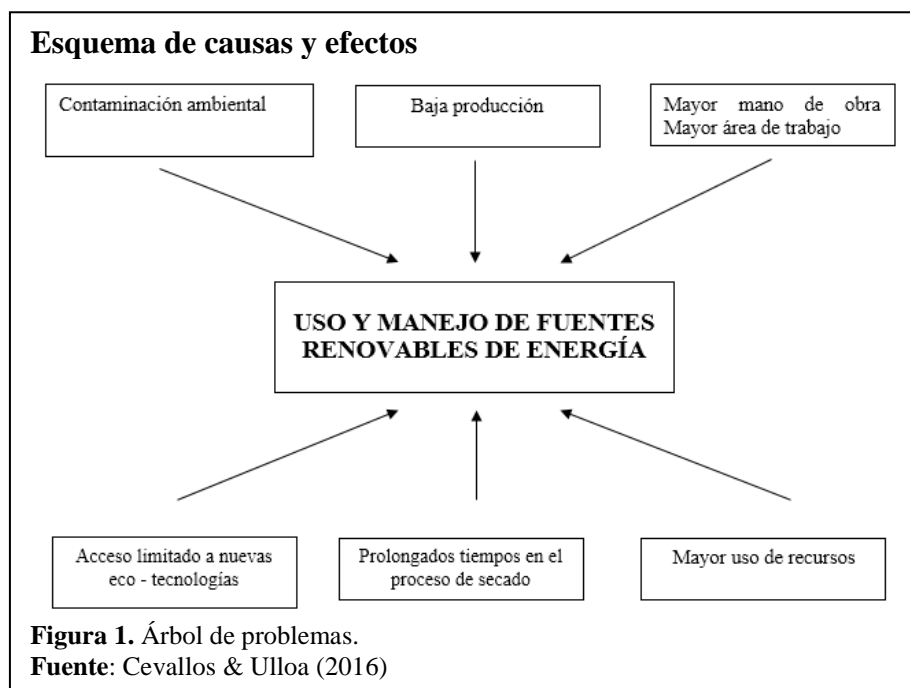 Esquema de causas y efectos
Contaminación ambiental
Baja producción
Mayor mano de obra
Mayor área de trabajo
USO Y MANEJO DE FUENTES
RENOVABLES DE ENERGÍA
Acceso limitado a nuevas
eco - tecnologías
Prolongados tiempos en el
proceso de secado
Mayor uso de recursos
Figura 1. Árbol de problemas.
Fuente: Cevallos & Ulloa (2016)